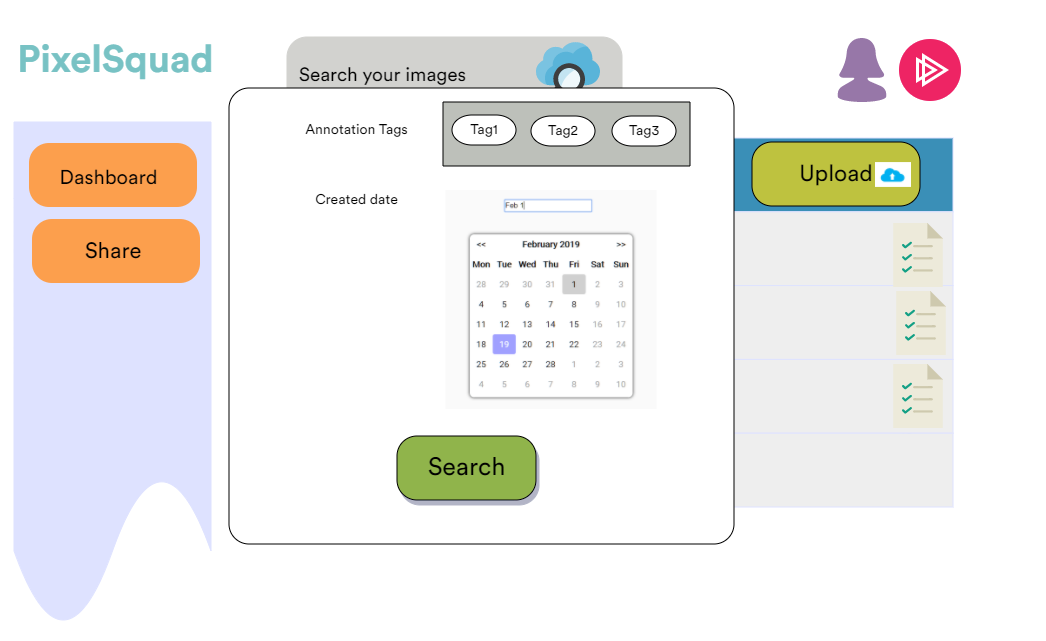 PixelSquad
Search your images
Annotation Tags
Tag1 Tag2 Tag3
Dashboard
Upload
Created date
Feb 1
Share
<< February 2019 >>
Mon Tue Wed Thu Fri Sat Sun
28 29 30 31 1 2 3
4 5 6 7 8 9 10
11 12 13 14 15 16 17
18 19 20 21 22 23 24
25 26 27 28 1 2 3
4 5 6 7 8 9 10
Search